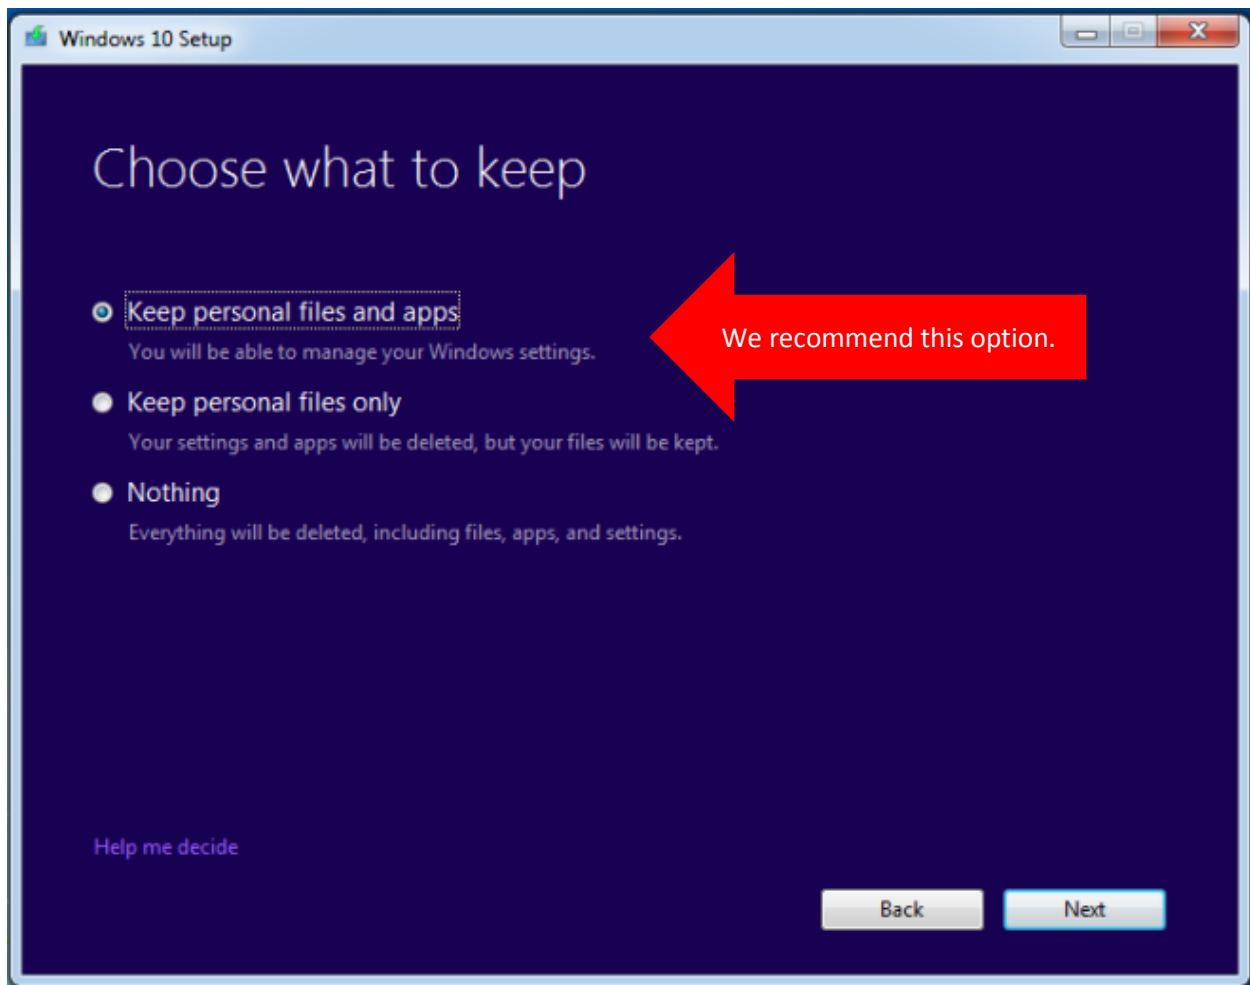 Windows 10 Setup
Choose what to keep
Keep personal files and apps
You will be able to manage your Windows settings.
We recommend this option.
Keep personal files only
Your settings and apps will be deleted, but your files will be kept.
Nothing
Everything will be deleted, including files, apps, and settings.
Help me decide
Back
Next